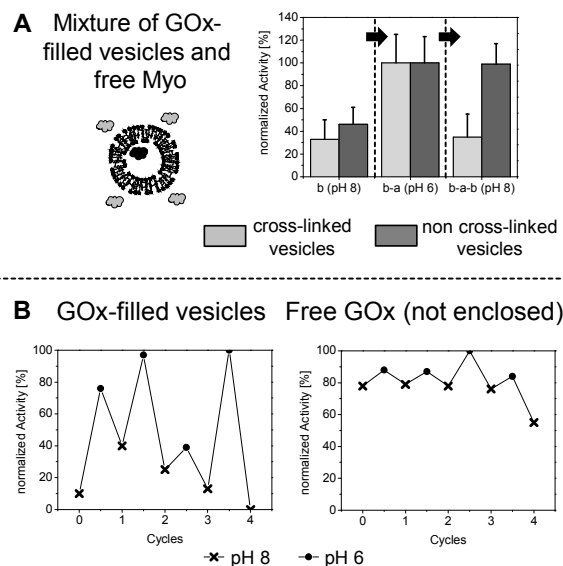 A Mixture of GOx-
filled vesicles and
free Myo
normalized Activity [%]
140
120
100
80
60
40
20
0
b (pH 8) b-a (pH 6) b-a-b (pH 8)
cross-linked
vesicles
non cross-linked
vesicles
B GOx-filled vesicles Free GOx (not enclosed)
normalized Activity [%]
100
80
60
40
20
0
0 1 2 3 4
Cycles
normalized Activity [%]
100
80
60
40
20
0
0 1 2 3 4
Cycles
pH 8 pH 6